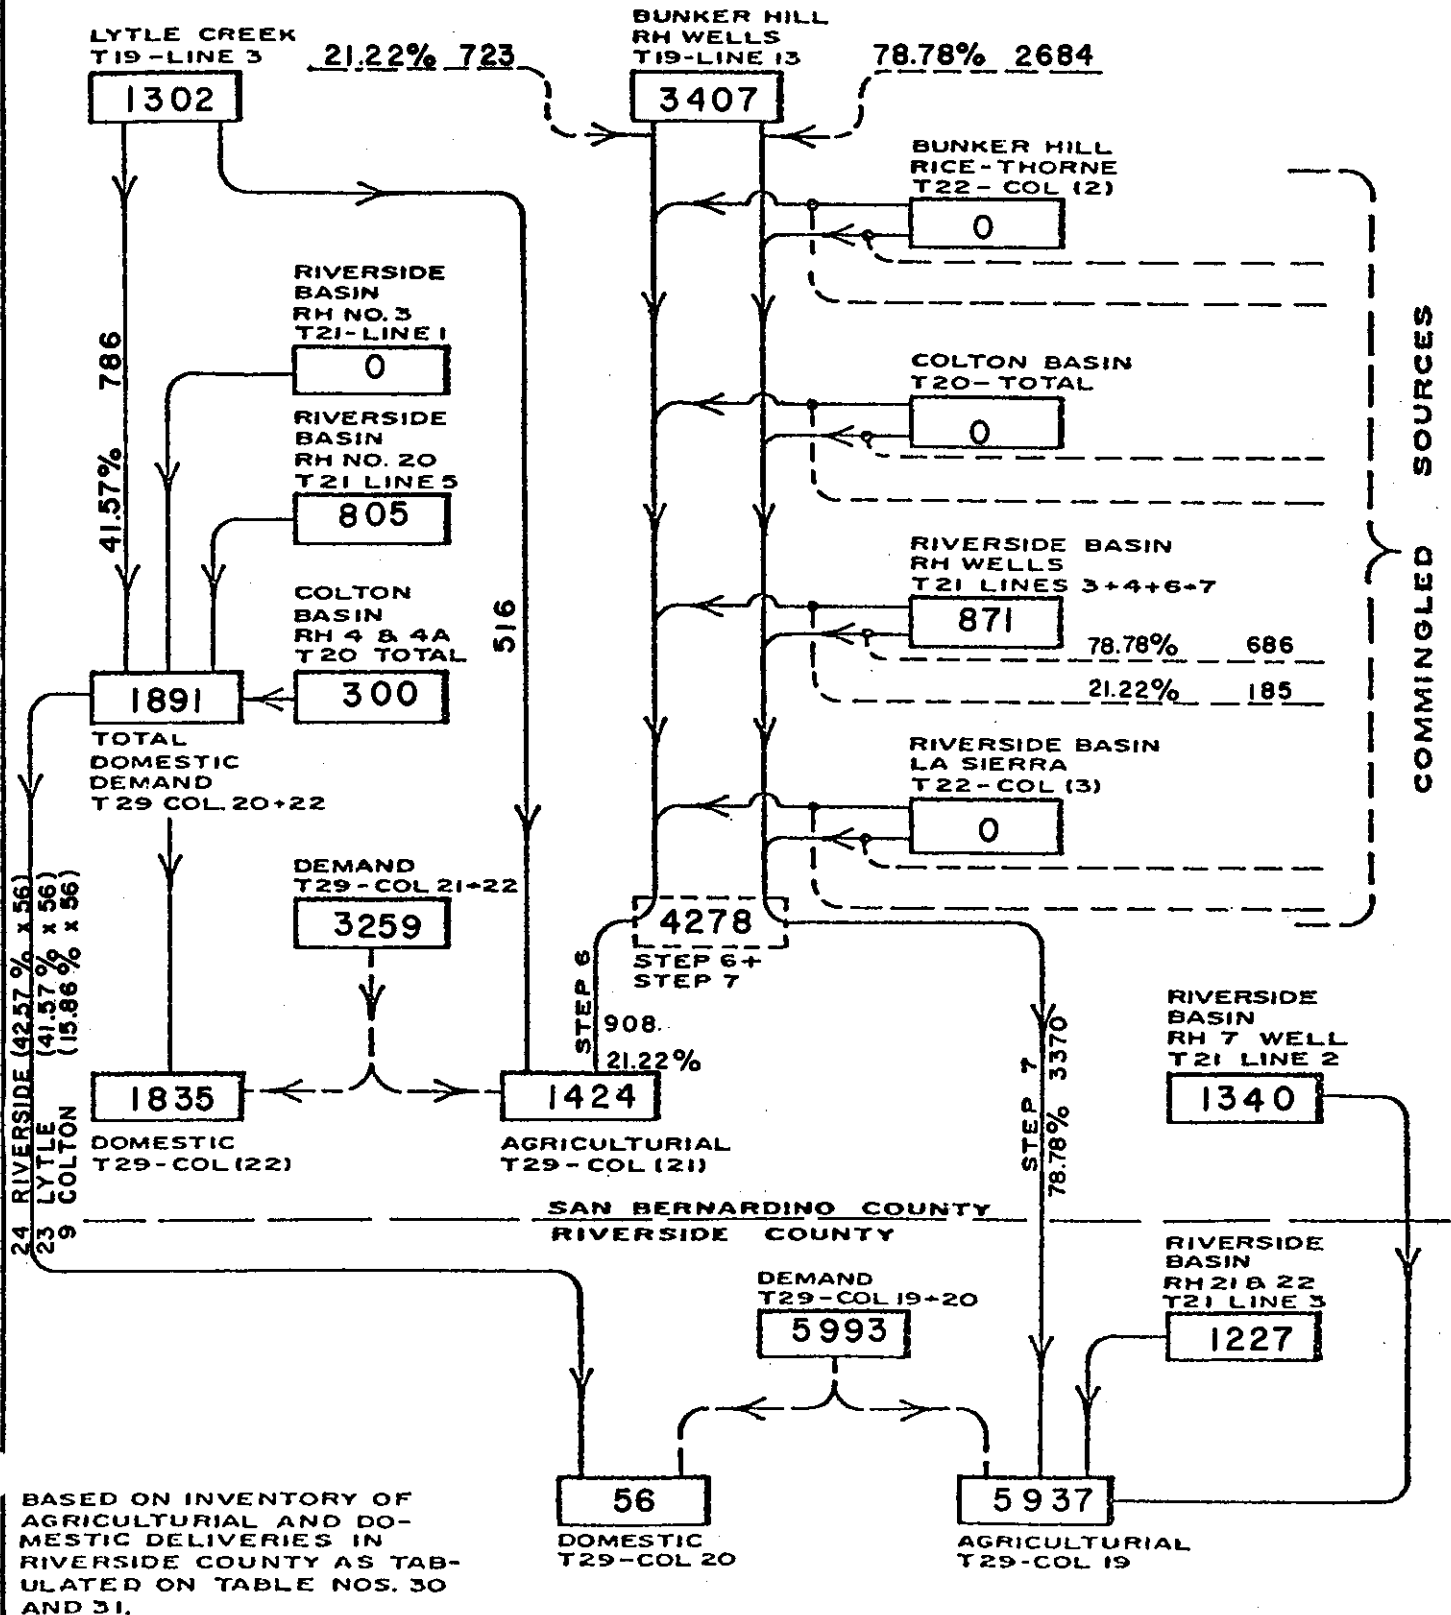 LYTLE CREEK
T19-LINE 3
1302
21.22% 723
BUNKER HILL
RH WELLS
T19-LINE 13
3407
78.78% 2684
BUNKER HILL
RICE-THORNE
T22-COL (2)
0
RIVERSIDE
BASIN
RH NO. 3
T21-LINE 1
0
786
41.57%
RIVERSIDE
BASIN
RH NO. 20
T21 LINE 5
805
COLTON BASIN
T20-TOTAL
0
COLTON
BASIN
RH 4 & 4A
T20 TOTAL
300
516
RIVERSIDE BASIN
RH WELLS
T21 LINES 3+4+6+7
871
78.78% 686
21.22% 185
COMMINGLED SOURCES
1891
TOTAL
DOMESTIC
DEMAND
T29 COL. 20+22
RIVERSIDE BASIN
LA SIERRA
T22-COL (3)
0
DEMAND
T29-COL 21+22
3259
4278
STEP 6+
STEP 7
STEP 6
908.
21.22%
24 RIVERSIDE (42.57% x 56)
23 LYTLE (41.57% x 56)
9 COLTON (15.86% x 56)
1835
DOMESTIC
T29-COL (22)
1424
AGRICULTURIAL
T29-COL (21)
STEP 7
78.78% 3370
RIVERSIDE
BASIN
RH 7 WELL
T21 LINE 2
1340
SAN BERNARDINO COUNTY
RIVERSIDE COUNTY
RIVERSIDE
BASIN
RH 21 & 22
T21 LINE 3
1227
DEMAND
T29-COL 19+20
5993
56
DOMESTIC
T29-COL 20
5937
AGRICULTURIAL
T29-COL 19
BASED ON INVENTORY OF
AGRICULTURIAL AND DO-
MESTIC DELIVERIES IN
RIVERSIDE COUNTY AS TAB-
ULATED ON TABLE NOS. 30
AND 31.